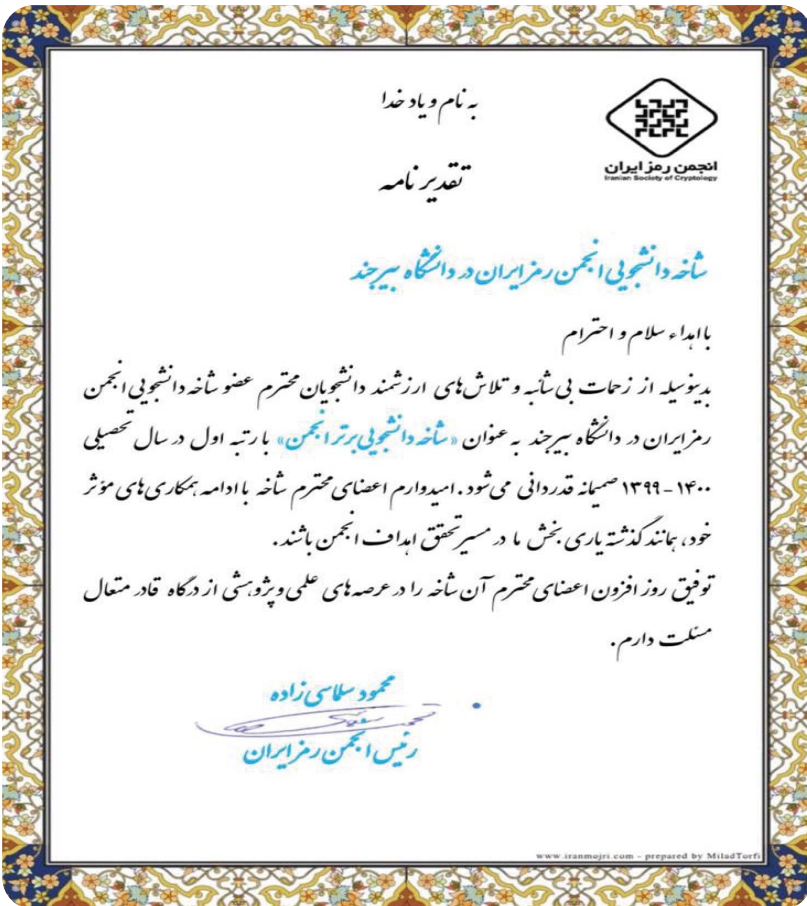 به نام و یاد خدا
انجمن رمز ایران
Iranian Society of Cryptology
تقدیر نامه
شاخه دانشجویی انجمن رمز ایران در دانشگاه بیرجند
با اهداء سلام و احترام
بدینوسیله از زحمات بی شائبه و تلاش های ارزشمند دانشجویان محترم عضو شاخه دانشجویی انجمن
رمز ایران در دانشگاه بیرجند به عنوان «شاخه دانشجویی برتر انجمن» با رتبه اول در سال تحصیلی
۱۳۹۹-۱۴۰۰ صمیمانه قدردانی می شود. امیدوارم اعضای محترم شاخه با ادامه همکاری های مؤثر
خود، همانند گذشته یاری بخش ما در مسیر تحقق اهداف انجمن باشند.
توفیق روز افزون اعضای محترم آن شاخه را در عرصه های علمی و پژوهشی از درگاه قادر متعال
مسئلت دارم.
محمود سلماسی زاده
رئیس انجمن رمز ایران
www.iranmojri.com - prepared by MiladTorfi